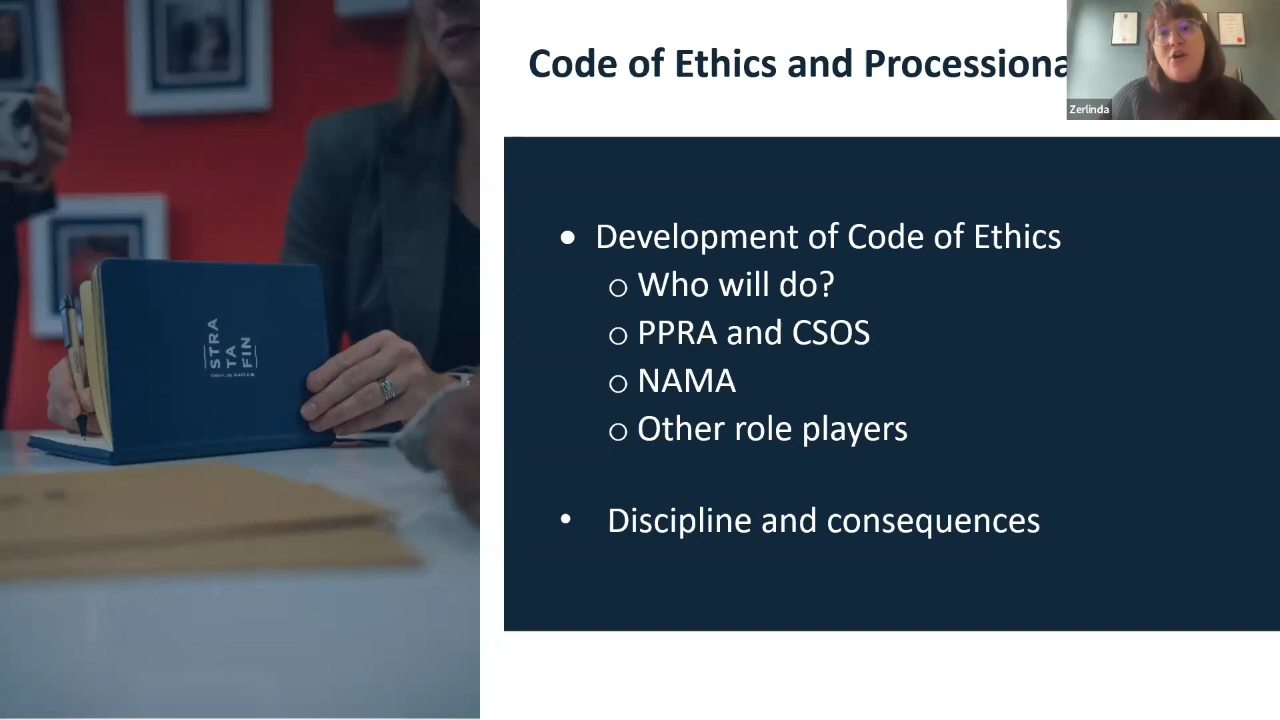 Code of Ethics and Processiona
Zerlinda
• Development of Code of Ethics
○ Who will do?
○ PPRA and CSOS
○ NAMA
○ Other role players
• Discipline and consequences
STRA
TA
FIN